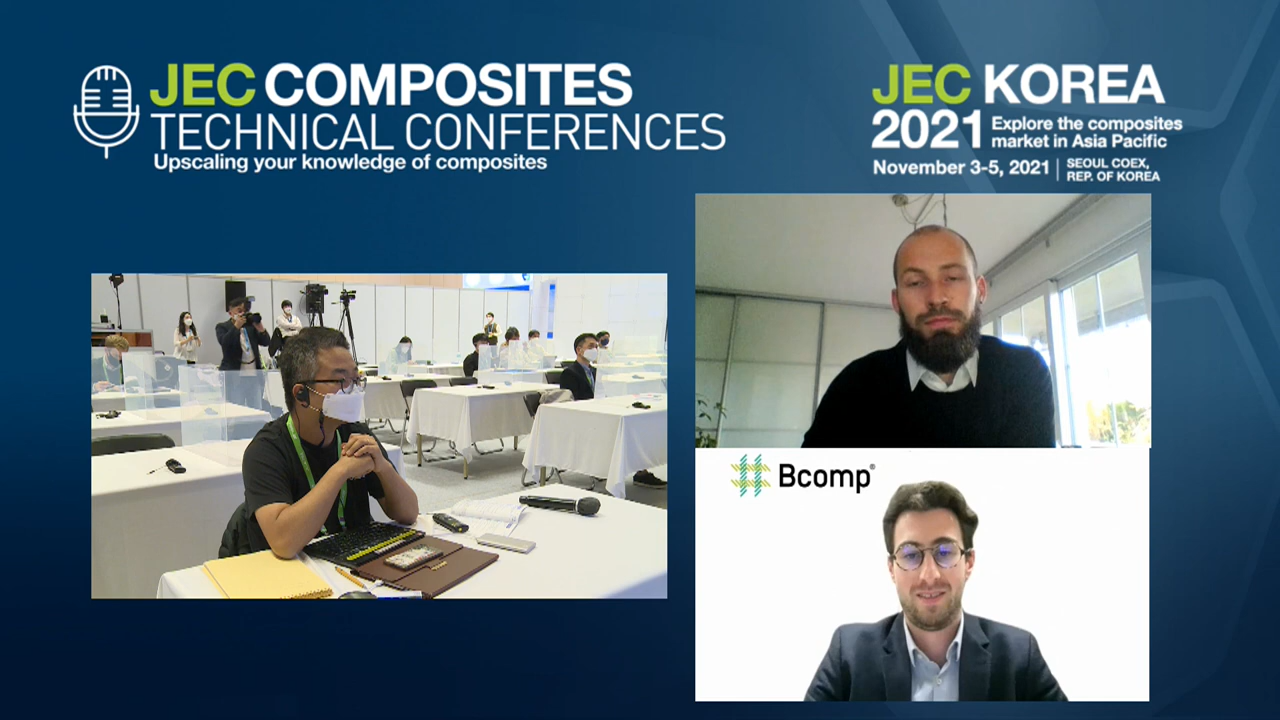 JEC COMPOSITES
TECHNICAL CONFERENCES
Upscaling your knowledge of composites
JEC KOREA
2021 Explore the composites
market in Asia Pacific
November 3-5, 2021 | SEOUL COEX,
REP. OF KOREA
Bcomp®